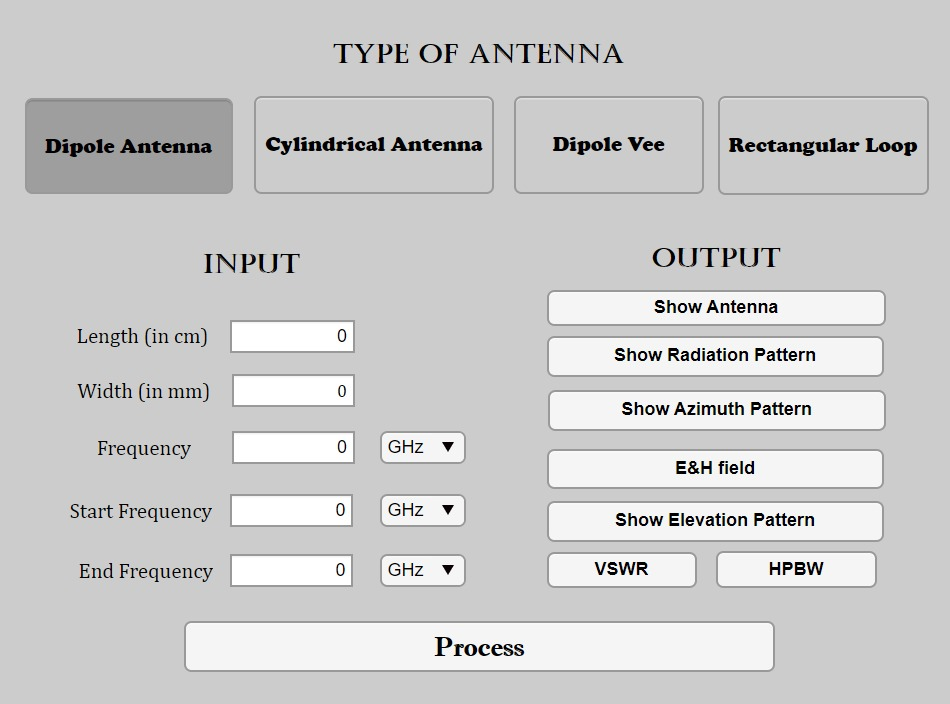 TYPE OF ANTENNA
Dipole Antenna
Cylindrical Antenna
Dipole Vee
Rectangular Loop
INPUT
Length (in cm) 0
Width (in mm) 0
Frequency 0 GHz
Start Frequency 0 GHz
End Frequency 0 GHz
OUTPUT
Show Antenna
Show Radiation Pattern
Show Azimuth Pattern
E&H field
Show Elevation Pattern
VSWR
HPBW
Process